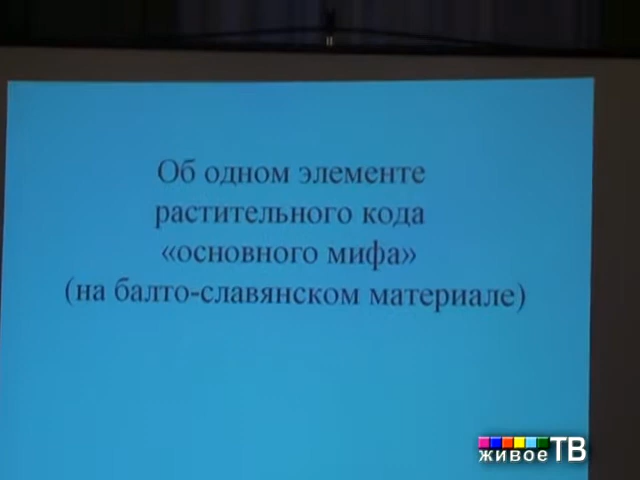 Об одном элементе
растительного кода
«основного мифа»
(на балто-славянском материале)
живоеТВ